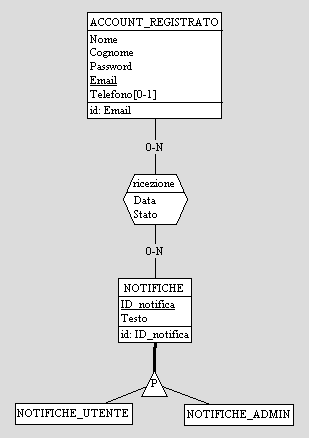 ACCOUNT_REGISTRATO
Nome
Cognome
Password
Email
Telefono[0-1]
id: Email
0-N
ricezione
Data
Stato
0-N
NOTIFICHE
ID_notifica
Testo
id: ID_notifica
P
NOTIFICHE_UTENTE
NOTIFICHE_ADMIN